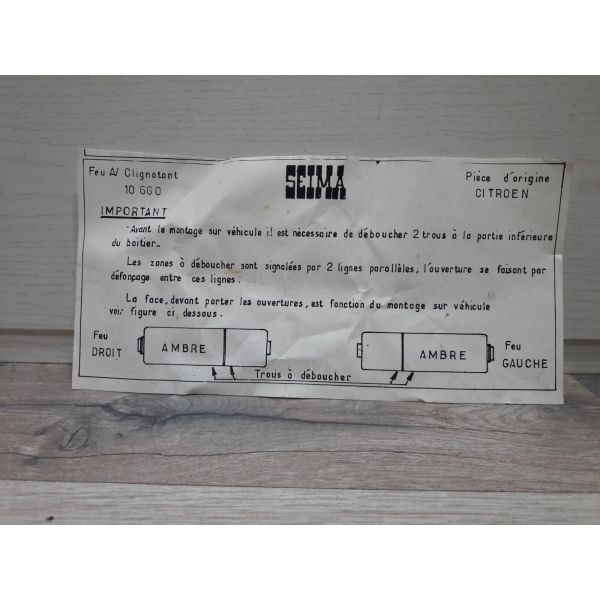 Feu A/ Clignotant
10 660
SEIMA
Pièce d'origine
CITROEN
IMPORTANT
Avant le montage sur véhicule il est nécessaire de déboucher 2 trous à la partie inférieure
du boitier_
Les zones à déboucher sont signalées par 2 lignes parallèles, l'ouverture se faisant par
défonçage entre ces lignes.
La face, devant porter les ouvertures, est fonction du montage sur véhicule
voir figure ci dessous.
Feu
DROIT
AMBRE
AMBRE
Feu
GAUCHE
Trous à déboucher